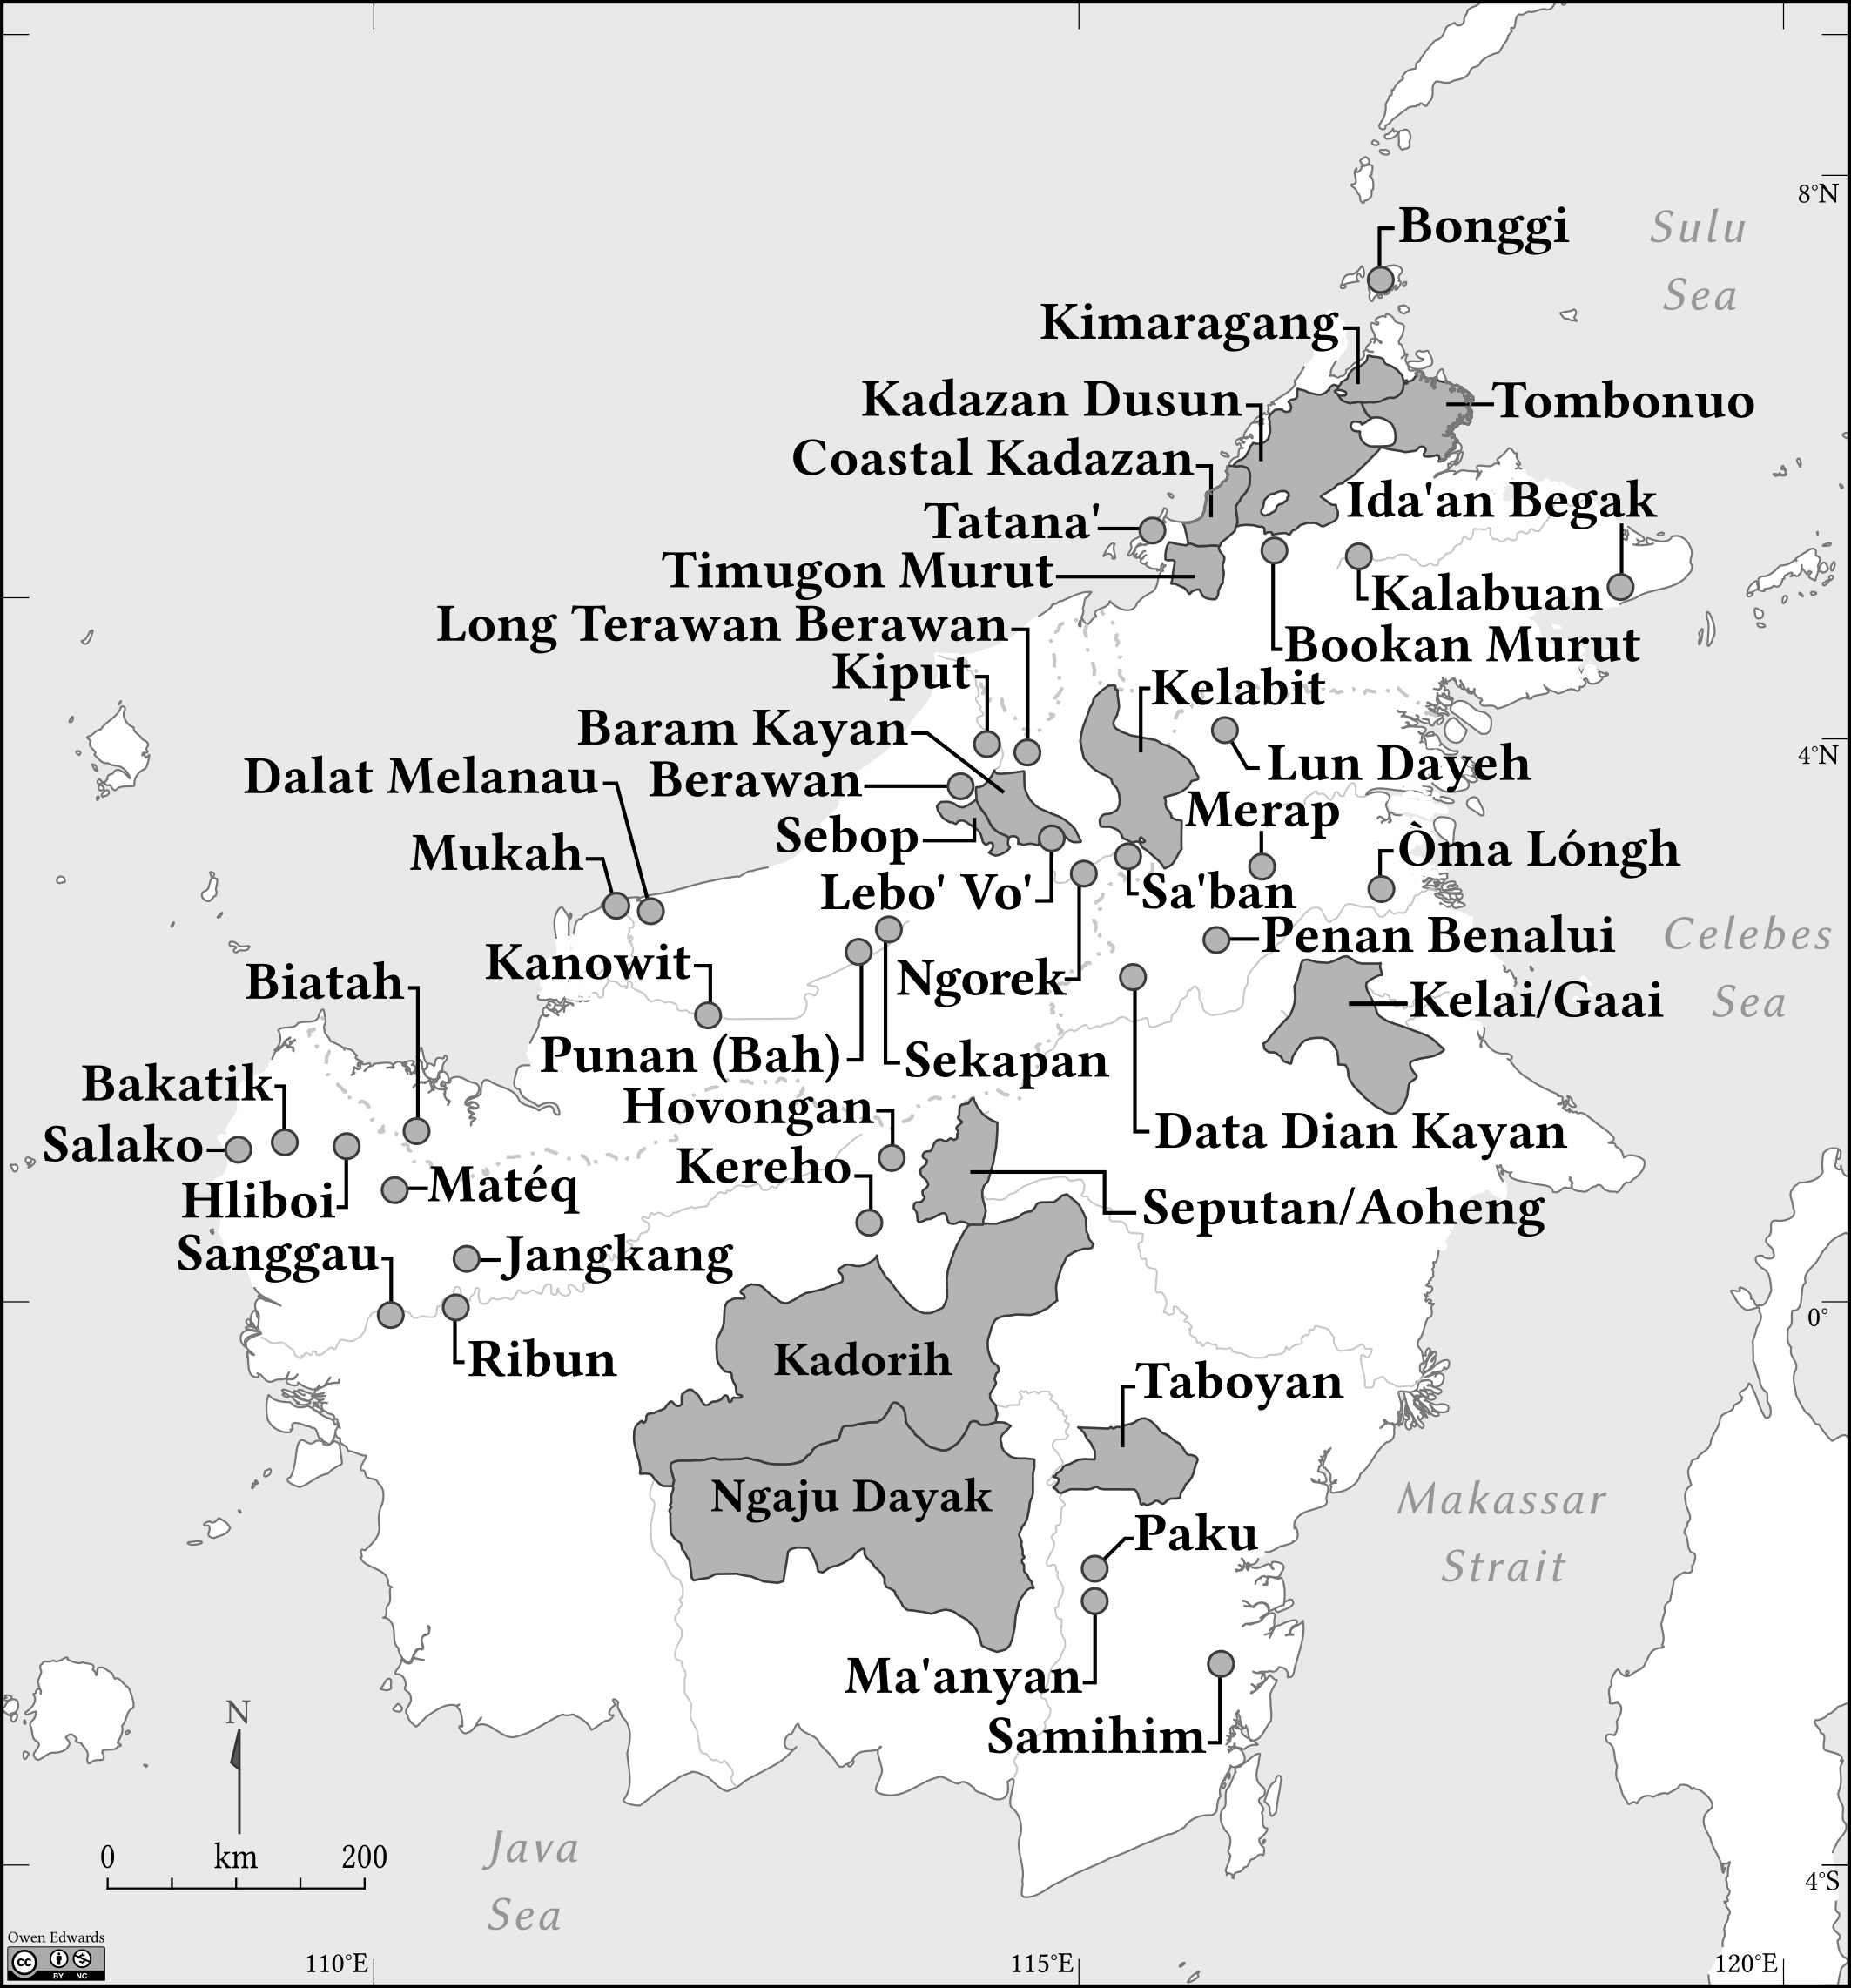 8°N
Bonggi
Sulu
Sea
Kimaragang
Kadazan Dusun
Tombonuo
Coastal Kadazan
Ida'an Begak
Tatana'
Timugon Murut
Kalabuan
Long Terawan Berawan
Bookan Murut
Kiput
Kelabit
Baram Kayan
4°N
Lun Dayeh
Dalat Melanau
Berawan
Merap
Sebop
Mukah
Òma Lóngh
Lebo' Vo'
Sa'ban
Penan Benalui
Celebes
Sea
Kanowit
Ngorek
Biatah
Kelai/Gaai
Punan (Bah)
Sekapan
Bakatik
Hovongan
Data Dian Kayan
Salako
Kereho
Matéq
Hliboi
Seputan/Aoheng
Sanggau
Jangkang
0°
Ribun
Kadorih
Taboyan
Ngaju Dayak
Makassar
Strait
Paku
Ma'anyan
Samihim
N
0
km
200
Java
Sea
4°S
Owen Edwards
cc
BY NC
110°E
115°E
120°E